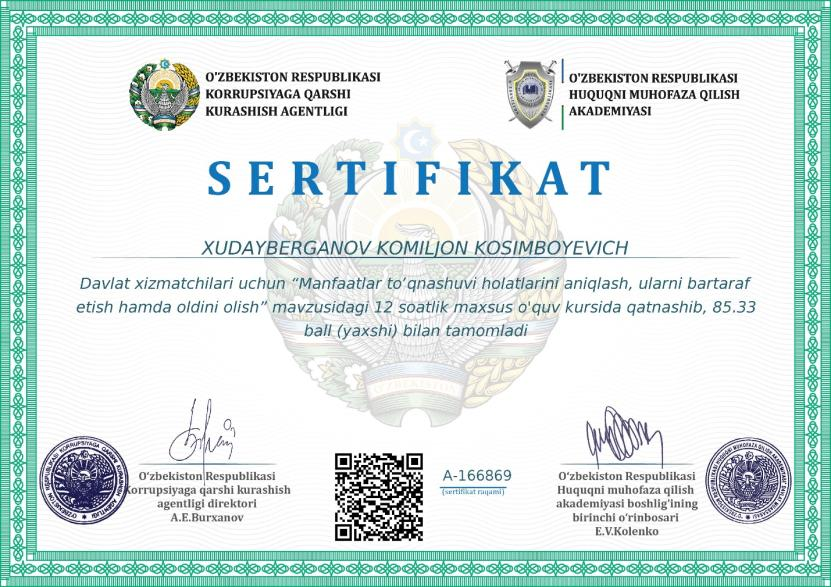 O'ZBEKISTON RESPUBLIKASI
KORRUPSIYAGA QARSHI
KURASHISH AGENTLIGI
O'ZBEKISTON RESPUBLIKASI
HUQUQNI MUHOFAZA QILISH
AKADEMIYASI
SERTIFIKAT
XUDAYBERGANOV KOMILJON KOSIMBOYEVICH
Davlat xizmatchilari uchun “Manfaatlar to’qnashuvi holatlarini aniqlash, ularni bartaraf
etish hamda oldini olish” mavzusidagi 12 soatlik maxsus o'quv kursida qatnashib, 85.33
ball (yaxshi) bilan tamomladi
O‘zbekiston Respublikasi
Korrupsiyaga qarshi kurashish
agentligi direktori
A.E.Burxanov
A-166869
(sertifikat raqami)
O‘zbekiston Respublikasi
Huquqni muhofaza qilish
akademiyasi boshlig‘ining
birinchi o‘rinbosari
E.V.Kolenko